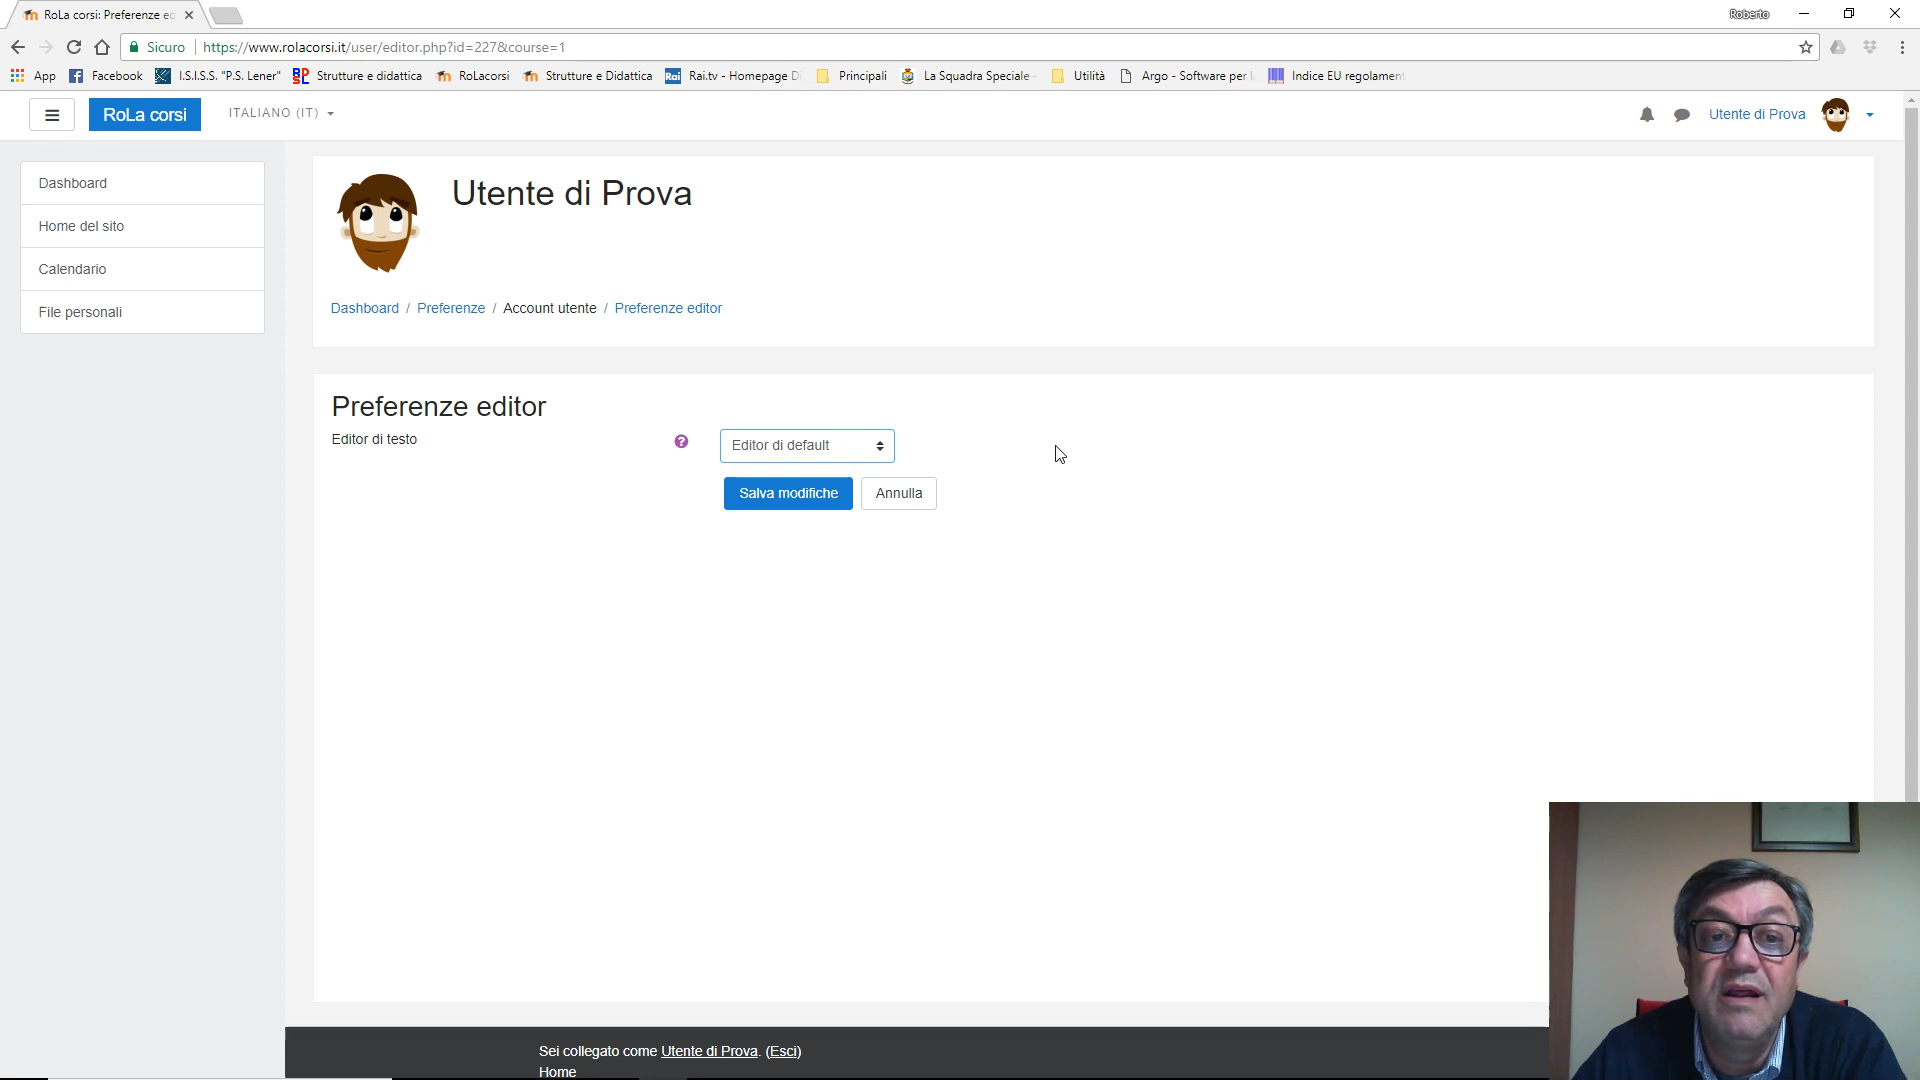 RoLa corsi: Preferenze ed
Roberto
Sicuro https://www.rolacorsi.it/user/editor.php?id=227&course=1
App Facebook I.S.I.S.S. "P.S. Lener" Strutture e didattica RoLacorsi Strutture e Didattica Rai Rai.tv - Homepage D Principali La Squadra Speciale - Utilità Argo - Software per l Indice EU regolament
RoLa corsi ITALIANO (IT) Utente di Prova
Dashboard
Home del sito
Calendario
File personali
Utente di Prova
Dashboard / Preferenze / Account utente / Preferenze editor
Preferenze editor
Editor di testo ? Editor di default
Salva modifiche Annulla
Sei collegato come Utente di Prova. (Esci)
Home